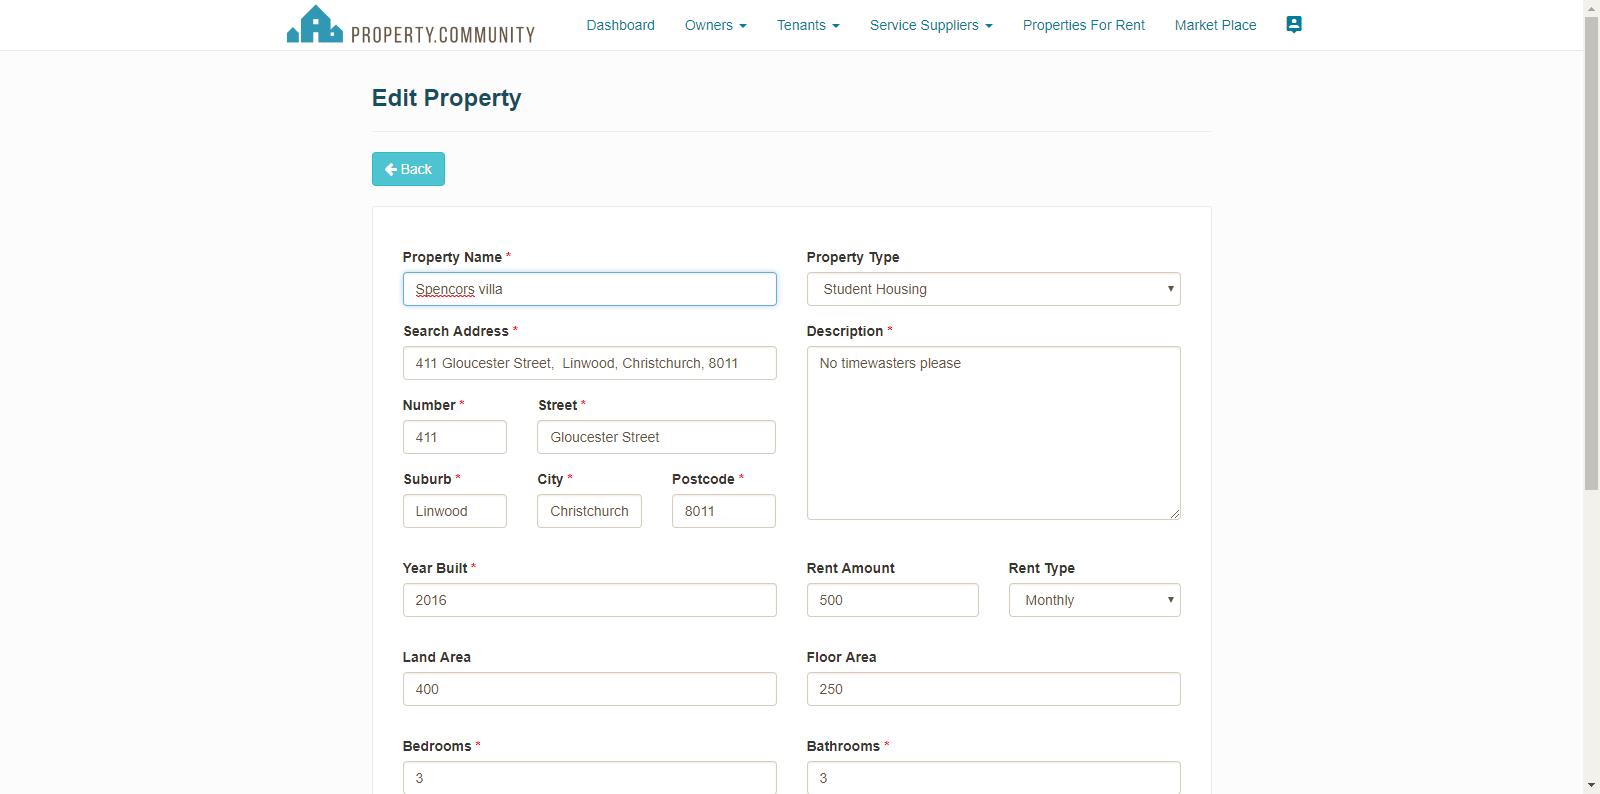 PROPERTY.COMMUNITY
Dashboard
Owners
Tenants
Service Suppliers
Properties For Rent
Market Place
Edit Property
Back
Property Name *
Spencors villa
Property Type
Student Housing
Search Address *
411 Gloucester Street,  Linwood, Christchurch, 8011
Description *
No timewasters please
Number *
411
Street *
Gloucester Street
Suburb *
Linwood
City *
Christchurch
Postcode *
8011
Year Built *
2016
Rent Amount
500
Rent Type
Monthly
Land Area
400
Floor Area
250
Bedrooms *
3
Bathrooms *
3